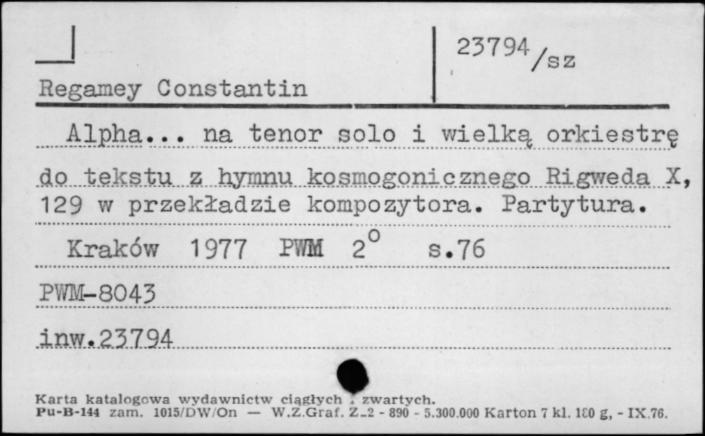 23794/sz
Regamey Constantin
Alpha... na tenor solo i wielką orkiestrę
do tekstu z hymnu kosmogonicznego Rigweda X,
129 w przekładzie kompozytora. Partytura.
Kraków 1977 PWM 2° s.76
PWM-8043
inw.23794
Karta katalogowa wydawnictw ciągłych i zwartych.
Pu-B-144 zam. 1015/DW/On — W.Z.Graf. Z-2 - 890 - 5.300.000 Karton 7 kl. 180 g, - IX.76.